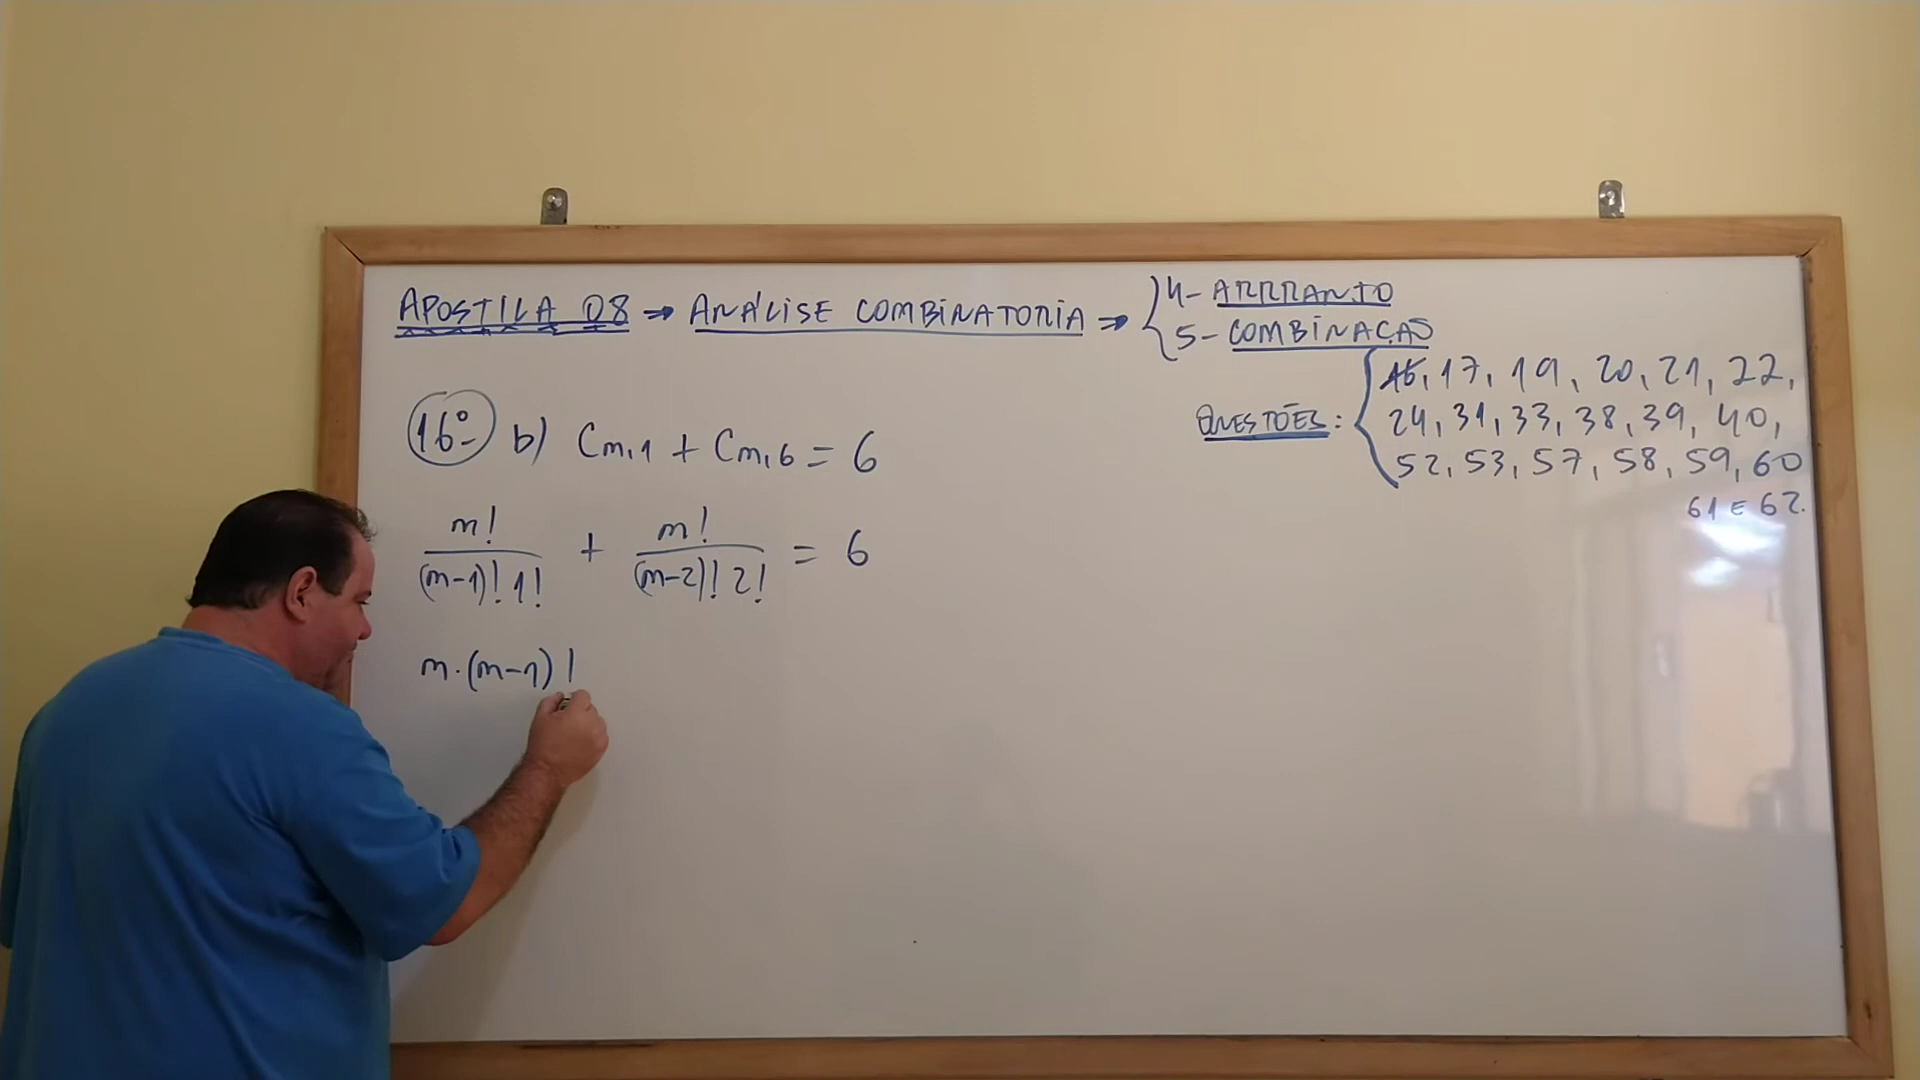 APOSTILA 08 → ANÁLISE COMBINATORIA → { 4- ARRRANJO
5- COMBINAÇÃO
QUESTÕES: { 16, 17, 19, 20, 21, 22,
24, 31, 33, 38, 39, 40,
52, 53, 57, 58, 59, 60
61 E 62.
16º b) Cm,1 + Cm,6 = 6
m!/(m-1)! 1! + m!/(m-2)! 2! = 6
m.(m-1)!